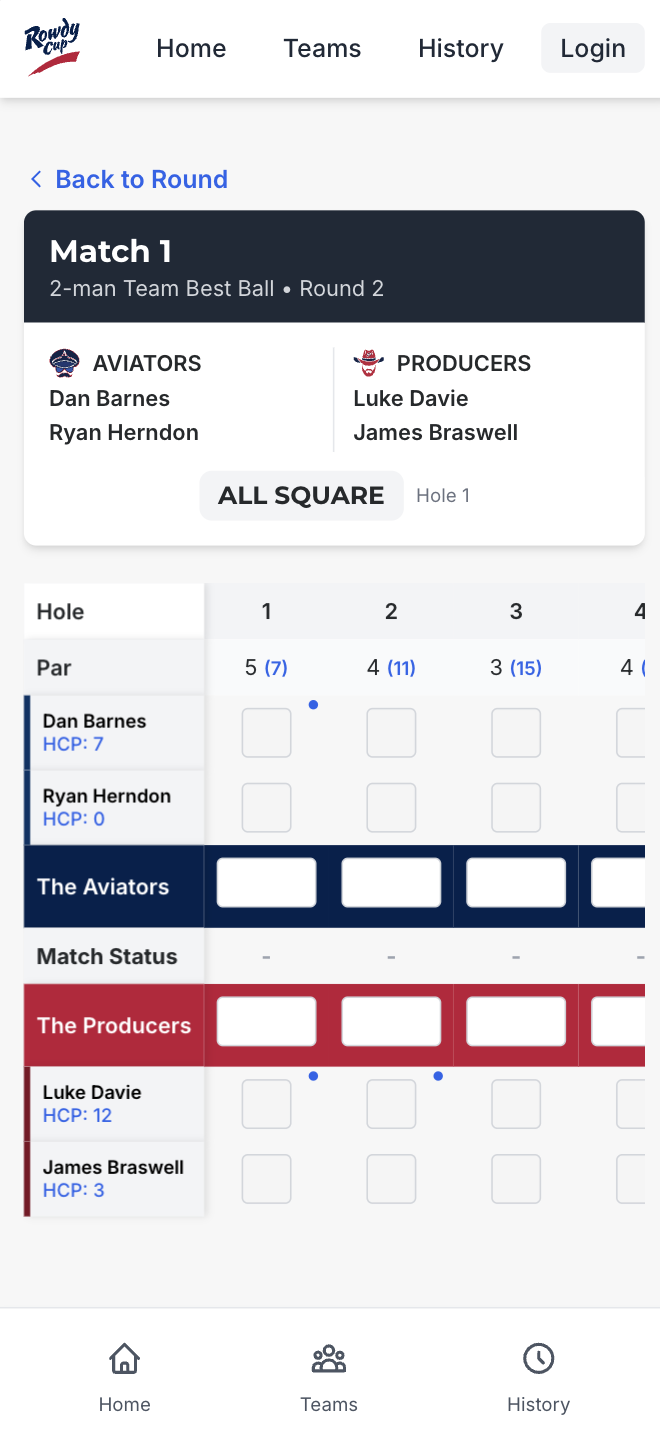 Rowdy Cup
Home Teams History Login
Back to Round
Match 1
2-man Team Best Ball • Round 2
AVIATORS
Dan Barnes
Ryan Herndon
PRODUCERS
Luke Davie
James Braswell
ALL SQUARE Hole 1
Hole 1 2 3 4
Par 5 (7) 4 (11) 3 (15) 4 (
Dan Barnes
HCP: 7
Ryan Herndon
HCP: 0
The Aviators
Match Status - - - -
The Producers
Luke Davie
HCP: 12
James Braswell
HCP: 3
Home Teams History